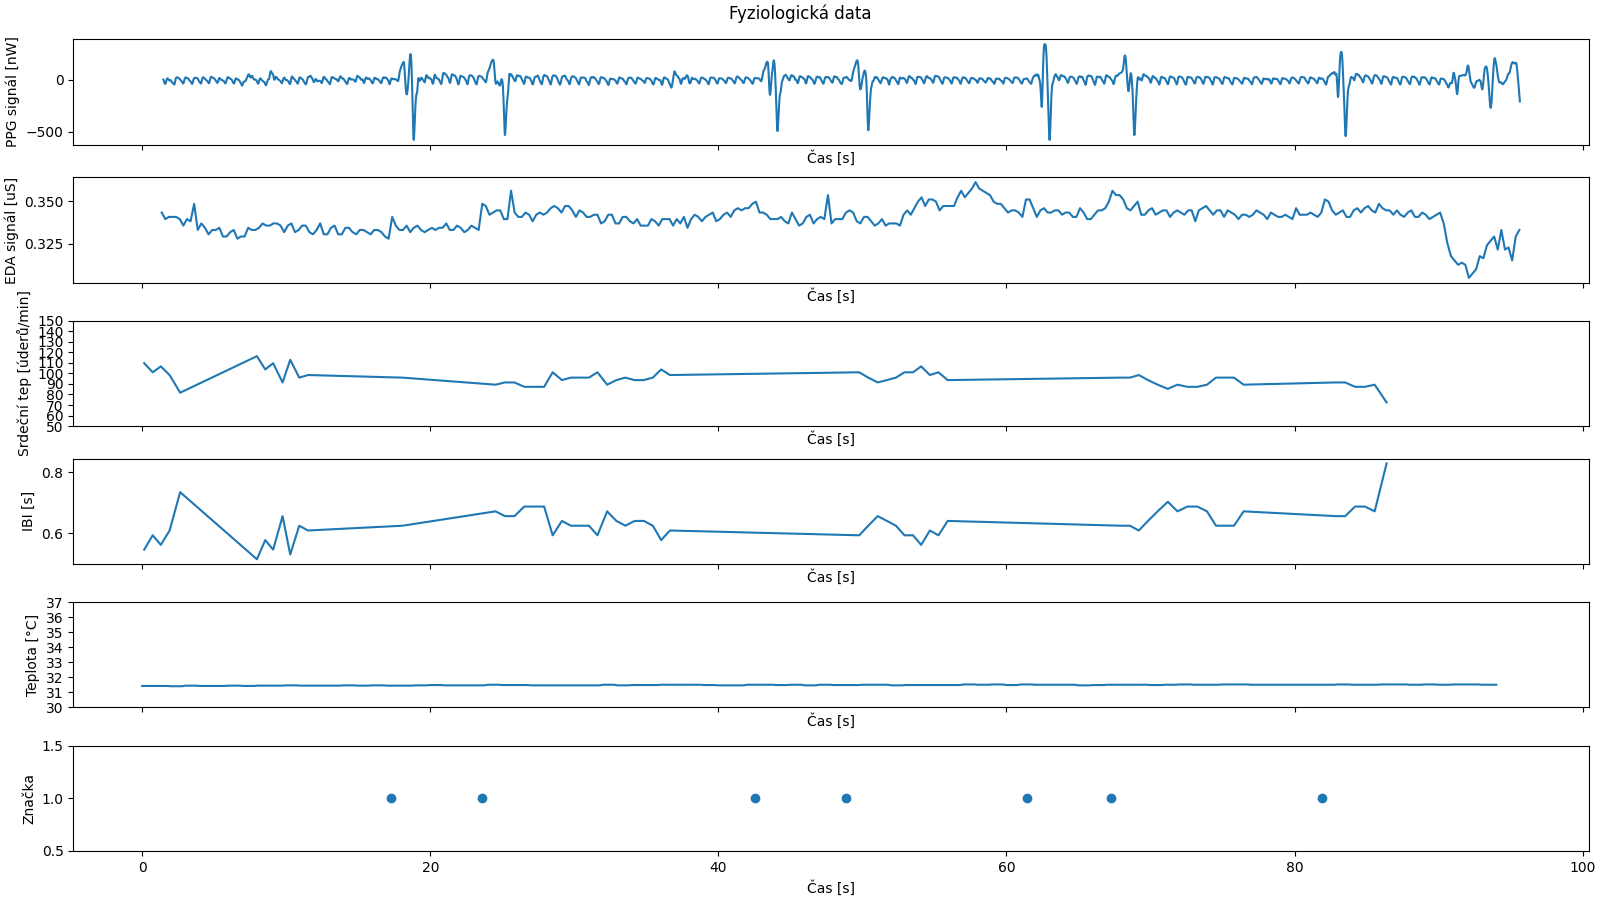 Fyziologická data
PPG signál [nW]
0
−500
Čas [s]
EDA signál [uS]
0.350
0.325
Čas [s]
Srdeční tep [úderů/min]
150
140
130
120
110
100
90
80
70
60
50
Čas [s]
IBI [s]
0.8
0.6
Čas [s]
Teplota [°C]
37
36
35
34
33
32
31
30
Čas [s]
Značka
1.5
1.0
0.5
0 20 40 60 80 100
Čas [s]